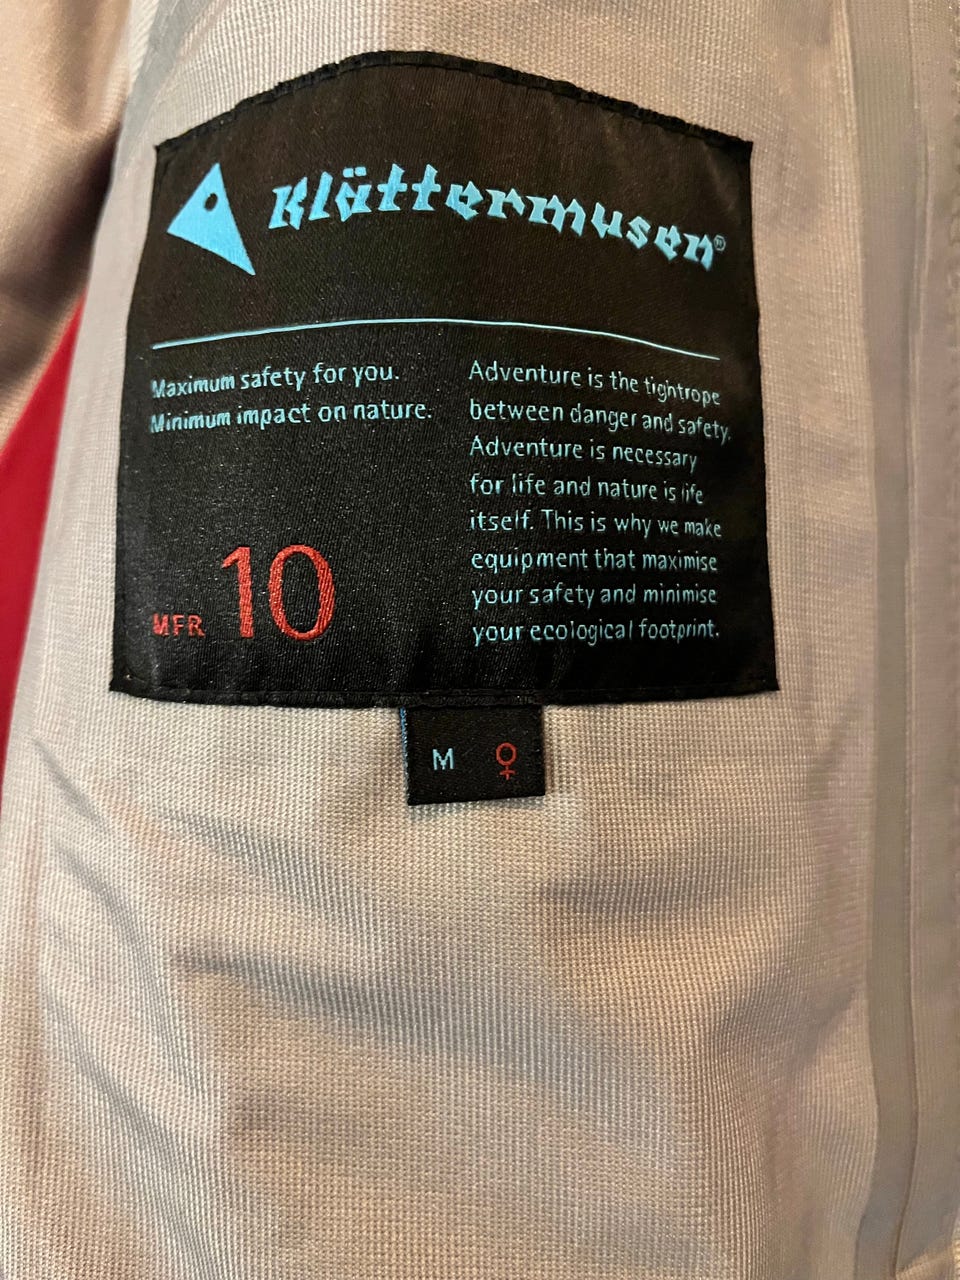 Klättermusen®
Maximum safety for you.
Minimum impact on nature.
MFR 10
Adventure is the tightrope
between danger and safety.
Adventure is necessary
for life and nature is life
itself. This is why we make
equipment that maximise
your safety and minimise
your ecological footprint.
M ♀